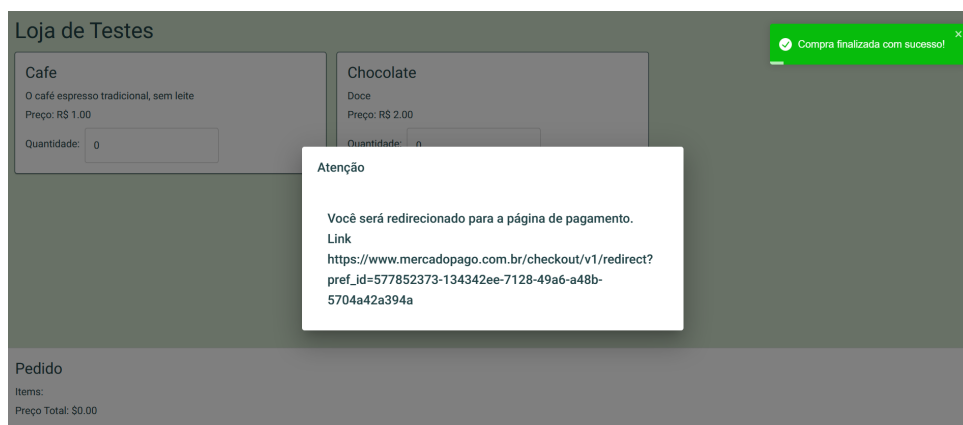 Loja de Testes
Compra finalizada com sucesso!
Cafe
O café espresso tradicional, sem leite
Preço: R$ 1.00
Quantidade: 0
Chocolate
Doce
Preço: R$ 2.00
Quantidade: 0
Atenção
Você será redirecionado para a página de pagamento.
Link
https://www.mercadopago.com.br/checkout/v1/redirect?
pref_id=577852373-134342ee-7128-49a6-a48b-
5704a42a394a
Pedido
Items:
Preço Total: $0.00